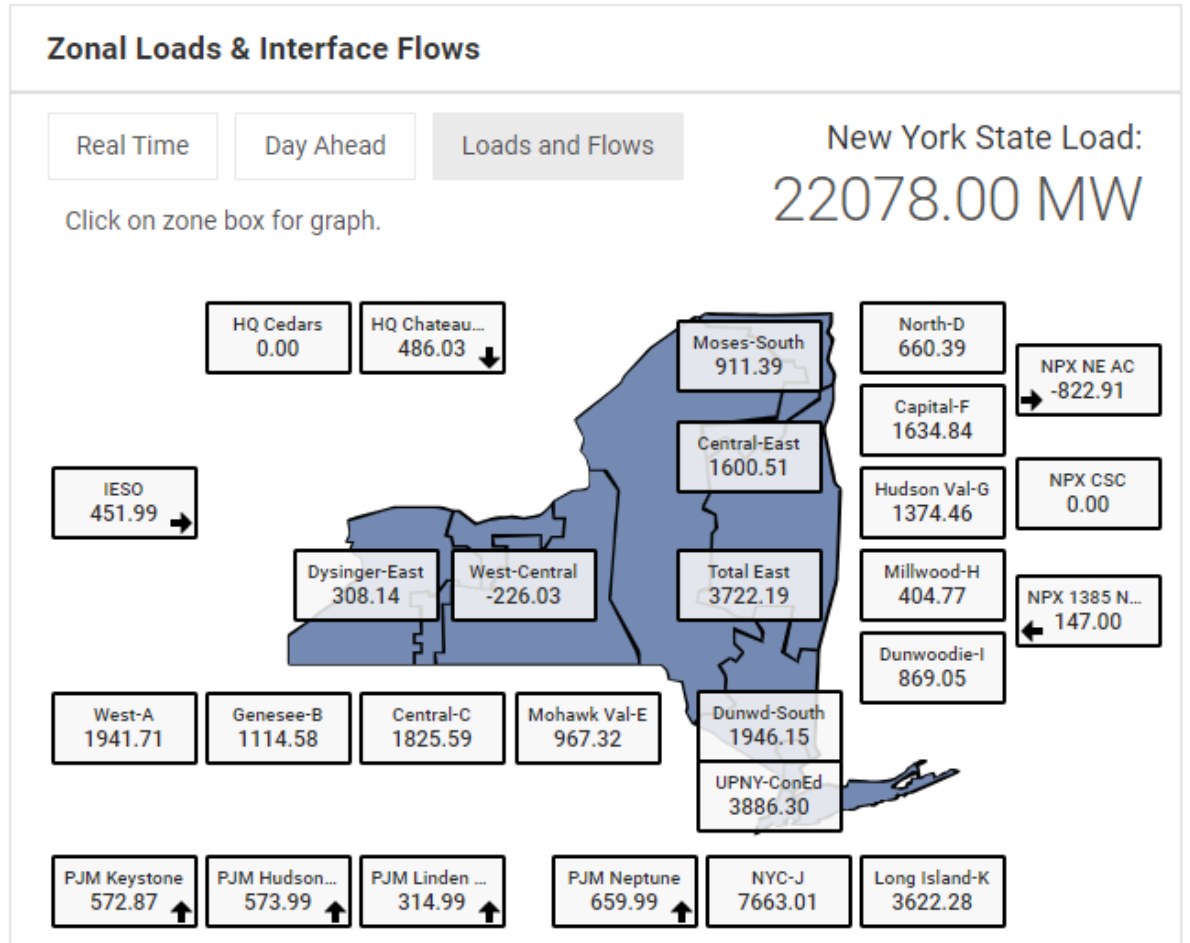 Zonal Loads & Interface Flows
Real Time
Day Ahead
Loads and Flows
New York State Load:
22078.00 MW
Click on zone box for graph.
HQ Cedars
0.00
HQ Chateau...
486.03
Moses-South
911.39
North-D
660.39
NPX NE AC
-822.91
Capital-F
1634.84
Central-East
1600.51
IESO
451.99
Hudson Val-G
1374.46
NPX CSC
0.00
Dysinger-East
308.14
West-Central
-226.03
Total East
3722.19
Millwood-H
404.77
NPX 1385 N...
147.00
Dunwoodie-I
869.05
West-A
1941.71
Genesee-B
1114.58
Central-C
1825.59
Mohawk Val-E
967.32
Dunwd-South
1946.15
UPNY-ConEd
3886.30
PJM Keystone
572.87
PJM Hudson...
573.99
PJM Linden ...
314.99
PJM Neptune
659.99
NYC-J
7663.01
Long Island-K
3622.28